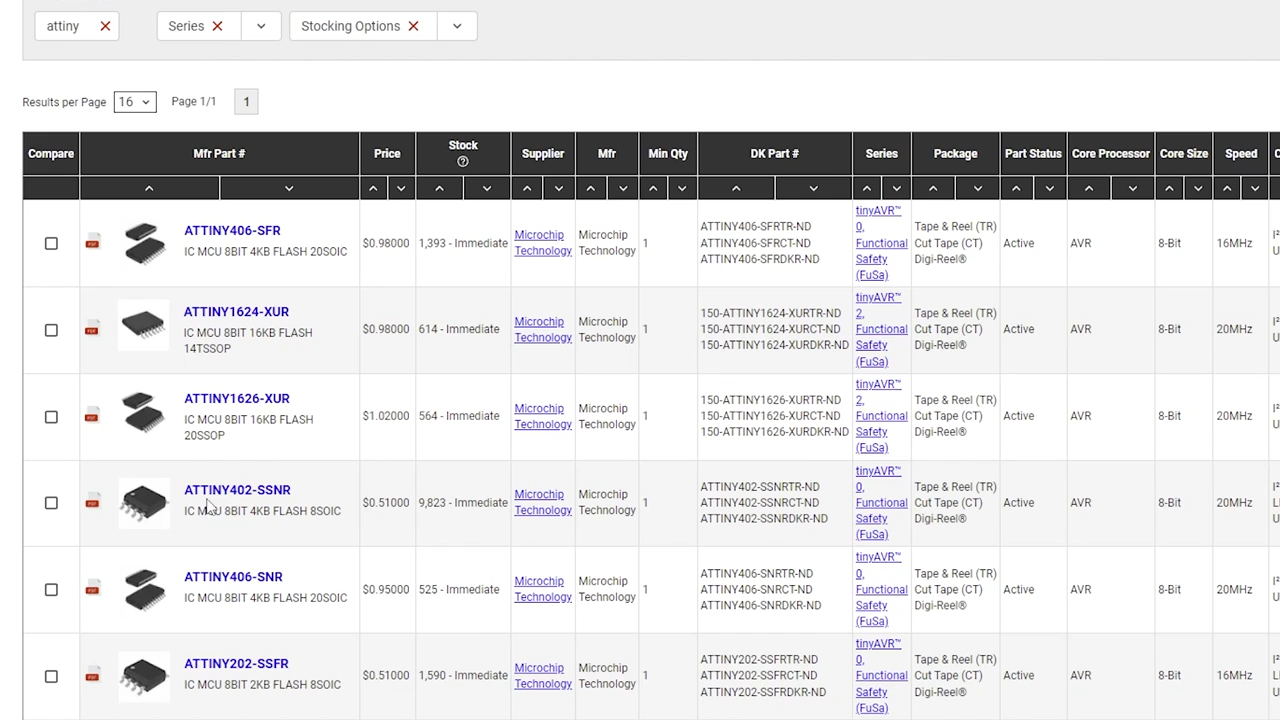 attiny
Series
Stocking Options
Results per Page 16 Page 1/1 1
Compare Mfr Part # Price Stock Supplier Mfr Min Qty DK Part # Series Package Part Status Core Processor Core Size Speed
ATTINY406-SFR
IC MCU 8BIT 4KB FLASH 20SOIC
$0.98000
1,393 - Immediate
Microchip
Technology
Microchip
Technology
1
ATTINY406-SFRTR-ND
ATTINY406-SFRCT-ND
ATTINY406-SFRDKR-ND
tinyAVR™
0,
Functional
Safety
(FuSa)
Tape & Reel (TR)
Cut Tape (CT)
Digi-Reel®
Active
AVR
8-Bit
16MHz
ATTINY1624-XUR
IC MCU 8BIT 16KB FLASH
14TSSOP
$0.98000
614 - Immediate
Microchip
Technology
Microchip
Technology
1
150-ATTINY1624-XURTR-ND
150-ATTINY1624-XURCT-ND
150-ATTINY1624-XURDKR-ND
tinyAVR™
2,
Functional
Safety
(FuSa)
Tape & Reel (TR)
Cut Tape (CT)
Digi-Reel®
Active
AVR
8-Bit
20MHz
ATTINY1626-XUR
IC MCU 8BIT 16KB FLASH
20SSOP
$1.02000
564 - Immediate
Microchip
Technology
Microchip
Technology
1
150-ATTINY1626-XURTR-ND
150-ATTINY1626-XURCT-ND
150-ATTINY1626-XURDKR-ND
tinyAVR™
2,
Functional
Safety
(FuSa)
Tape & Reel (TR)
Cut Tape (CT)
Digi-Reel®
Active
AVR
8-Bit
20MHz
ATTINY402-SSNR
IC MCU 8BIT 4KB FLASH 8SOIC
$0.51000
9,823 - Immediate
Microchip
Technology
Microchip
Technology
1
ATTINY402-SSNRTR-ND
ATTINY402-SSNRCT-ND
ATTINY402-SSNRDKR-ND
tinyAVR™
0,
Functional
Safety
(FuSa)
Tape & Reel (TR)
Cut Tape (CT)
Digi-Reel®
Active
AVR
8-Bit
20MHz
ATTINY406-SNR
IC MCU 8BIT 4KB FLASH 20SOIC
$0.95000
525 - Immediate
Microchip
Technology
Microchip
Technology
1
ATTINY406-SNRTR-ND
ATTINY406-SNRCT-ND
ATTINY406-SNRDKR-ND
tinyAVR™
0,
Functional
Safety
(FuSa)
Tape & Reel (TR)
Cut Tape (CT)
Digi-Reel®
Active
AVR
8-Bit
20MHz
ATTINY202-SSFR
IC MCU 8BIT 2KB FLASH 8SOIC
$0.51000
1,590 - Immediate
Microchip
Technology
Microchip
Technology
1
ATTINY202-SSFRTR-ND
ATTINY202-SSFRCT-ND
ATTINY202-SSFRDKR-ND
tinyAVR™
0,
Functional
Safety
(FuSa)
Tape & Reel (TR)
Cut Tape (CT)
Digi-Reel®
Active
AVR
8-Bit
16MHz